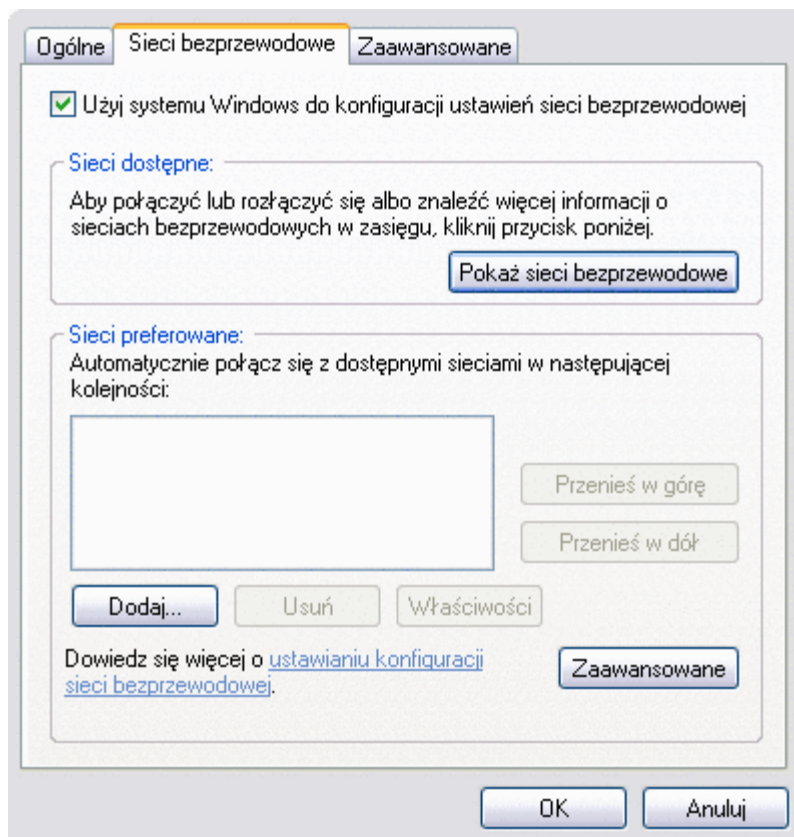 Ogólne
Sieci bezprzewodowe
Zaawansowane
Użyj systemu Windows do konfiguracji ustawień sieci bezprzewodowej
Sieci dostępne:
Aby połączyć lub rozłączyć się albo znaleźć więcej informacji o
sieciach bezprzewodowych w zasięgu, kliknij przycisk poniżej.
Pokaż sieci bezprzewodowe
Sieci preferowane:
Automatycznie połącz się z dostępnymi sieciami w następującej
kolejności:
Przenieś w górę
Przenieś w dół
Dodaj...
Usuń
Właściwości
Dowiedz się więcej o ustawianiu konfiguracji
sieci bezprzewodowej.
Zaawansowane
OK
Anuluj